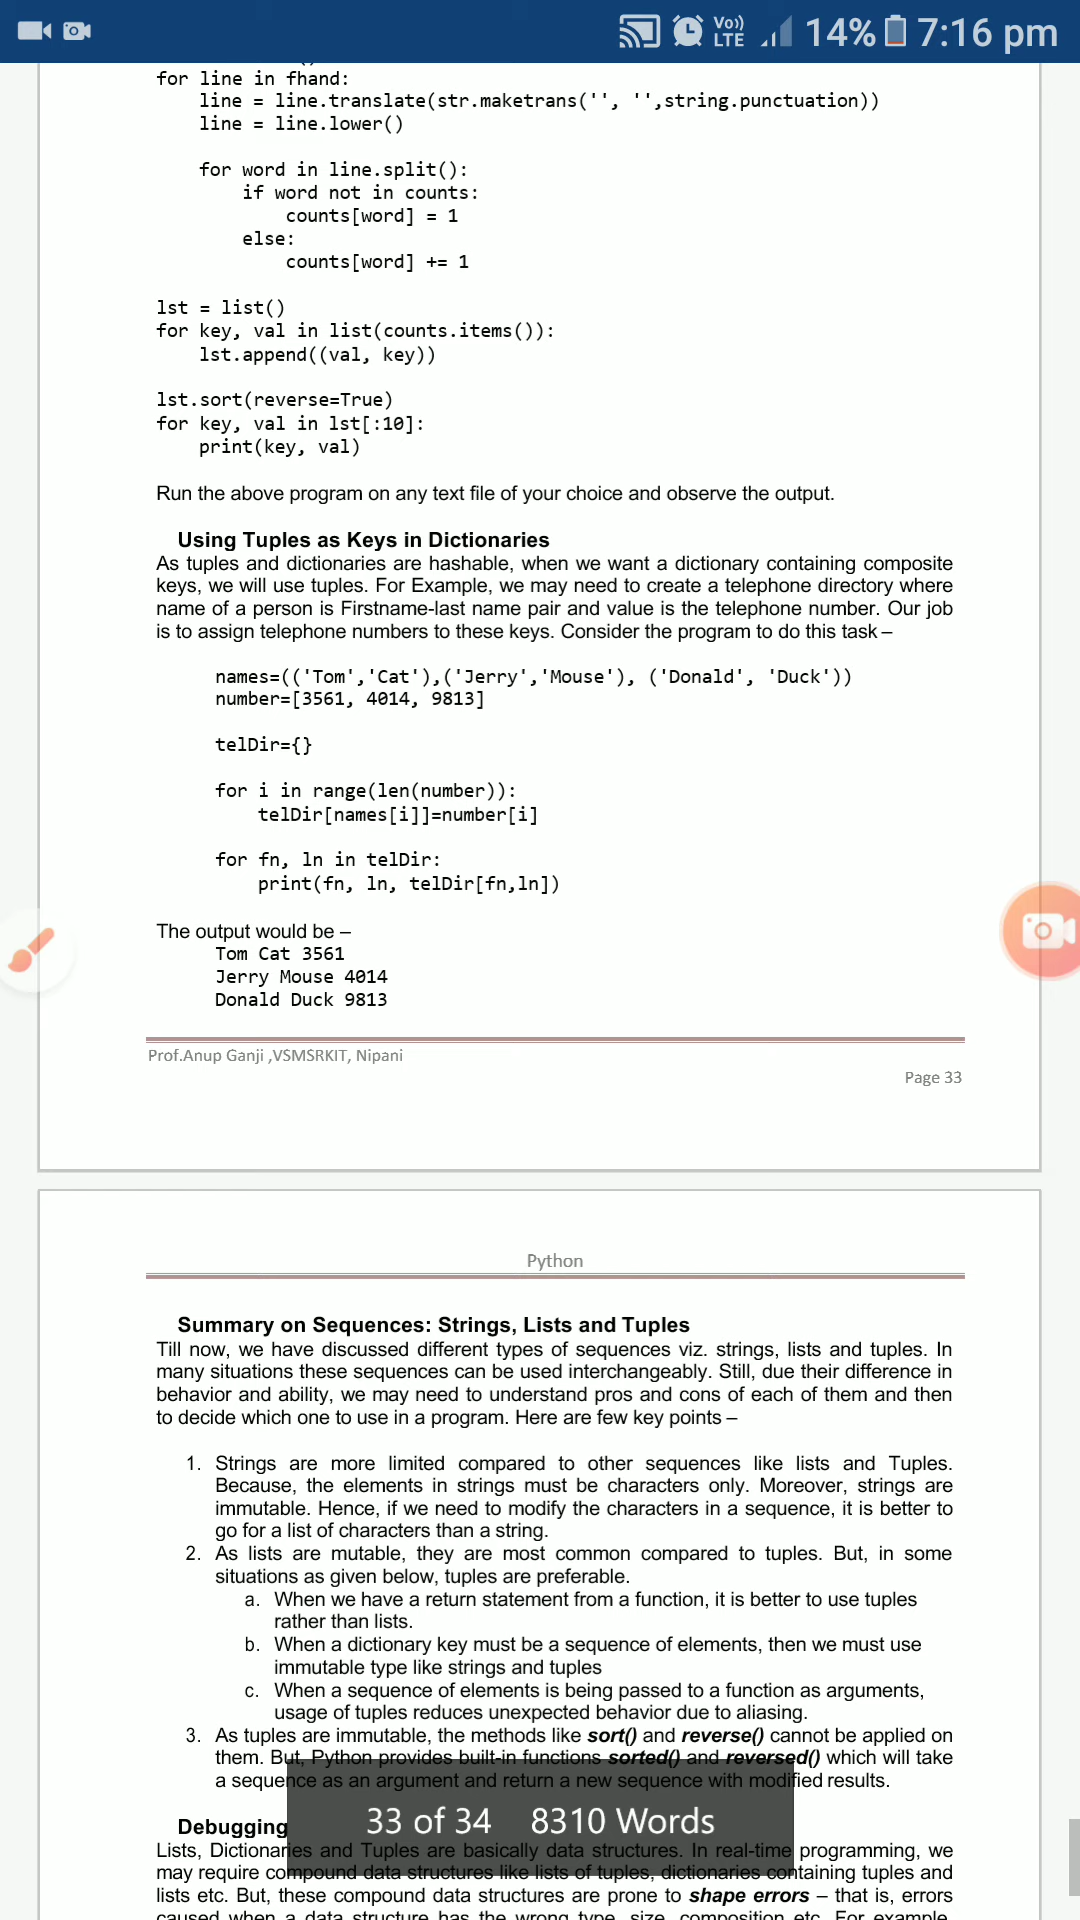 Vo))
LTE
14%
7:16 pm
for line in fhand:
line = line.translate(str.maketrans('', '',string.punctuation))
line = line.lower()
for word in line.split():
if word not in counts:
counts[word] = 1
else:
counts[word] += 1
lst = list()
for key, val in list(counts.items()):
lst.append((val, key))
lst.sort(reverse=True)
for key, val in lst[:10]:
print(key, val)
Run the above program on any text file of your choice and observe the output.
Using Tuples as Keys in Dictionaries
As tuples and dictionaries are hashable, when we want a dictionary containing composite
keys, we will use tuples. For Example, we may need to create a telephone directory where
name of a person is Firstname-last name pair and value is the telephone number. Our job
is to assign telephone numbers to these keys. Consider the program to do this task –
names=(('Tom','Cat'),('Jerry','Mouse'), ('Donald', 'Duck'))
number=[3561, 4014, 9813]
telDir={}
for i in range(len(number)):
telDir[names[i]]=number[i]
for fn, ln in telDir:
print(fn, ln, telDir[fn,ln])
The output would be –
Tom Cat 3561
Jerry Mouse 4014
Donald Duck 9813
Prof.Anup Ganji ,VSMSRKIT, Nipani
Page 33
Python
Summary on Sequences: Strings, Lists and Tuples
Till now, we have discussed different types of sequences viz. strings, lists and tuples. In
many situations these sequences can be used interchangeably. Still, due their difference in
behavior and ability, we may need to understand pros and cons of each of them and then
to decide which one to use in a program. Here are few key points –
1. Strings are more limited compared to other sequences like lists and Tuples.
Because, the elements in strings must be characters only. Moreover, strings are
immutable. Hence, if we need to modify the characters in a sequence, it is better to
go for a list of characters than a string.
2. As lists are mutable, they are most common compared to tuples. But, in some
situations as given below, tuples are preferable.
a. When we have a return statement from a function, it is better to use tuples
rather than lists.
b. When a dictionary key must be a sequence of elements, then we must use
immutable type like strings and tuples
c. When a sequence of elements is being passed to a function as arguments,
usage of tuples reduces unexpected behavior due to aliasing.
3. As tuples are immutable, the methods like sort() and reverse() cannot be applied on
them. But, Python provides built-in functions sorted() and reversed() which will take
a sequence as an argument and return a new sequence with modified results.
33 of 34 8310 Words
Debugging
Lists, Dictionaries and Tuples are basically data structures. In real-time programming, we
may require compound data structures like lists of tuples, dictionaries containing tuples and
lists etc. But, these compound data structures are prone to shape errors – that is, errors
caused when a data structure has the wrong type, size, composition etc. For example,